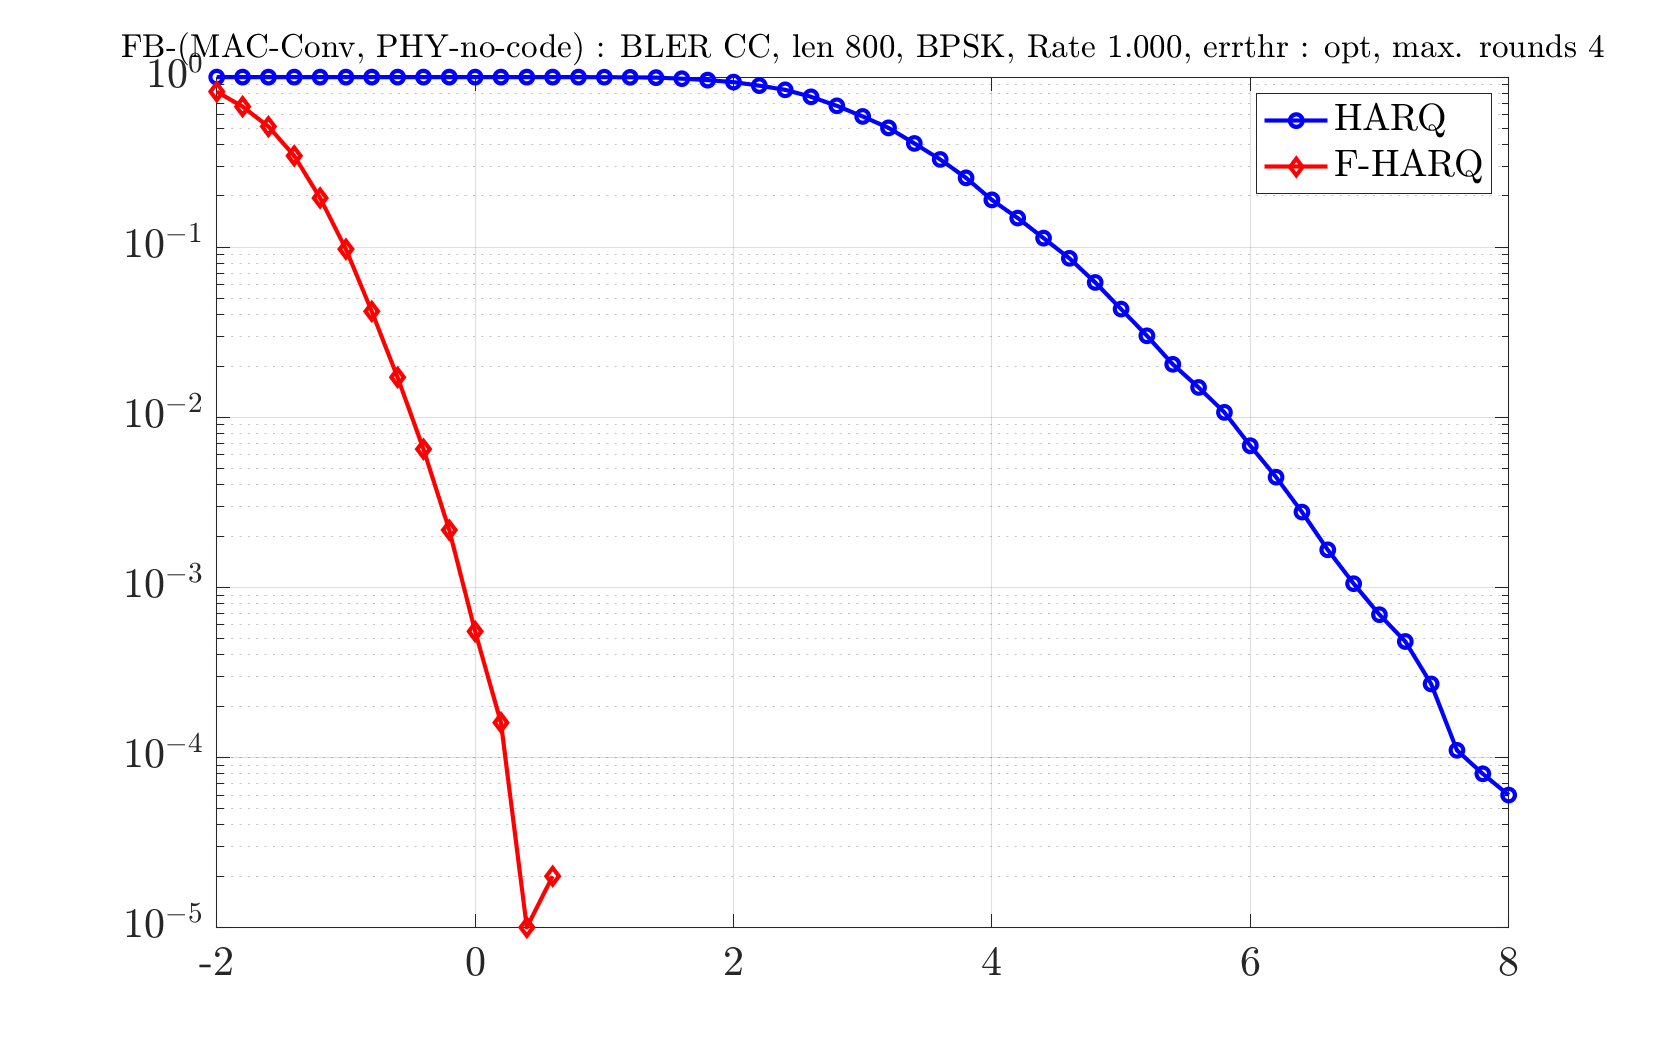 FB-(MAC-Conv, PHY-no-code) : BLER CC, len 800, BPSK, Rate 1.000, errthr : opt, max. rounds 4
10^0
HARQ
F-HARQ
10^-1
10^-2
10^-3
10^-4
10^-5
-2 0 2 4 6 8